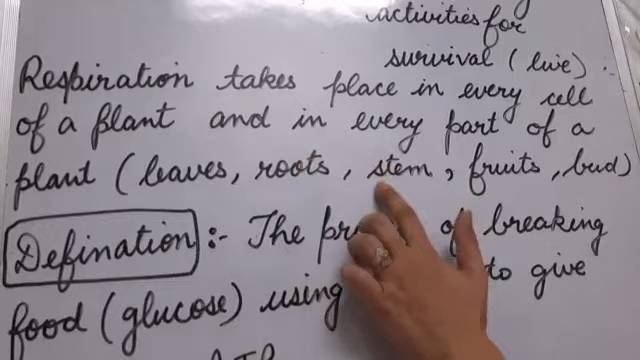 activities for
survival (live) :-
Respiration takes place in every cell
of a plant and in every part of a
plant (leaves, roots, stem, fruits, bud)
Defination :- The of breaking
food (glucose) using to give
ATP